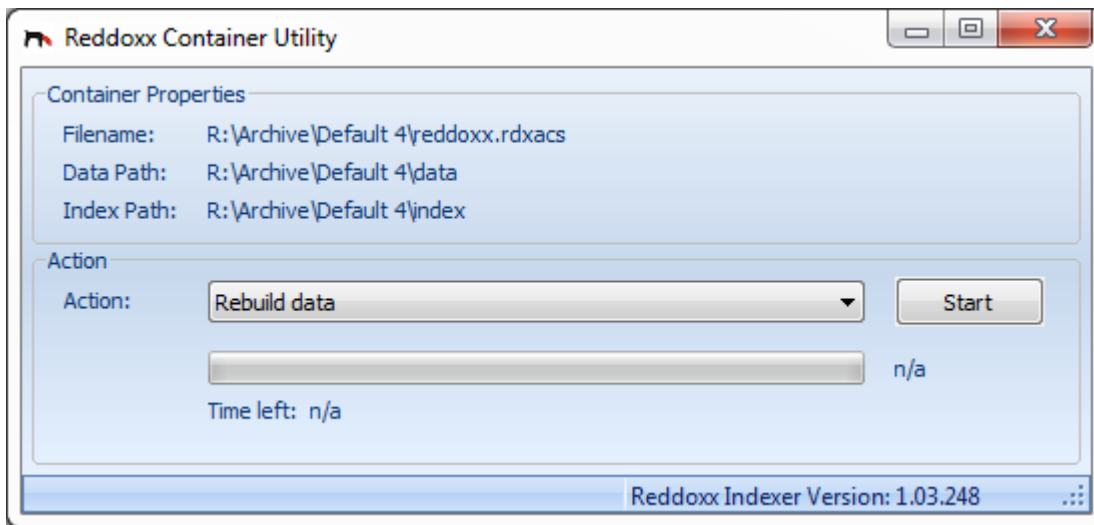 Reddoxx Container Utility
Container Properties
Filename: R:\Archive\Default 4\reddoxx.rdxacs
Data Path: R:\Archive\Default 4\data
Index Path: R:\Archive\Default 4\index
Action
Action: Rebuild data Start
n/a
Time left: n/a
Reddoxx Indexer Version: 1.03.248